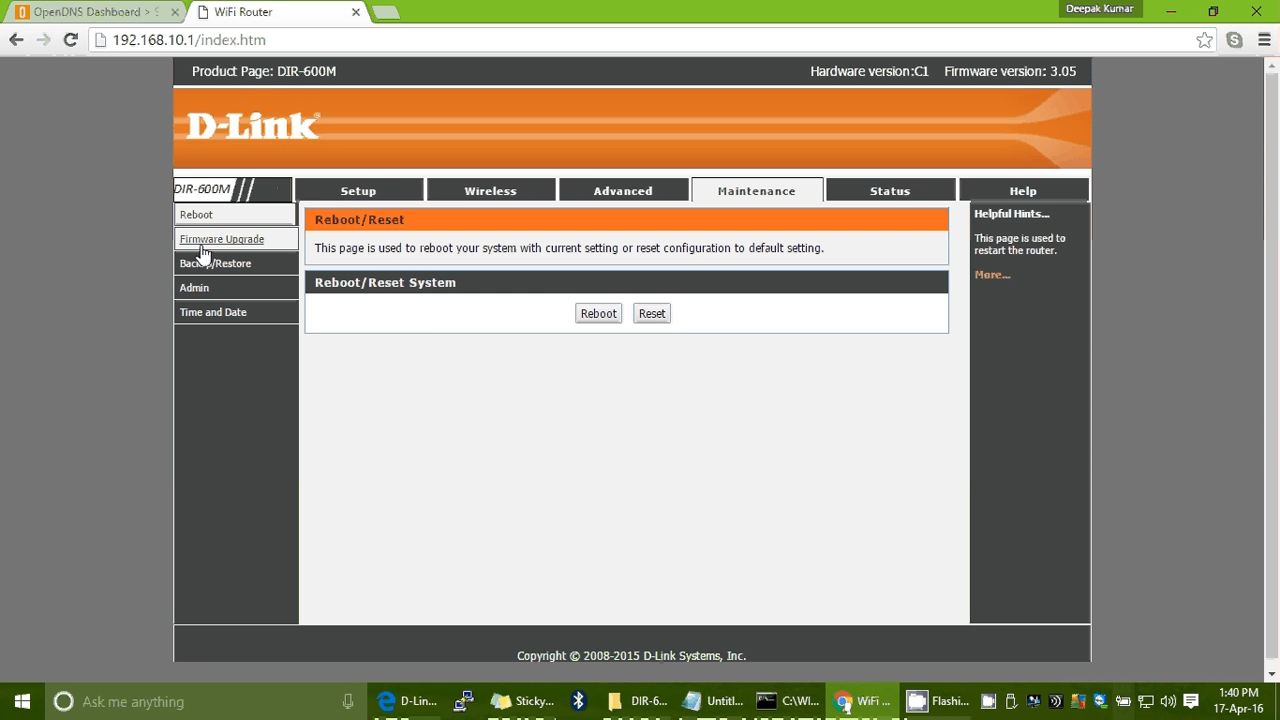 OpenDNS Dashboard > S
WiFi Router
Deepak Kumar
192.168.10.1/index.htm
Product Page: DIR-600M
Hardware version:C1
Firmware version: 3.05
D-Link®
DIR-600M
Setup
Wireless
Advanced
Maintenance
Status
Help
Reboot
Firmware Upgrade
Backup/Restore
Admin
Time and Date
Reboot/Reset
This page is used to reboot your system with current setting or reset configuration to default setting.
Reboot/Reset System
Reboot
Reset
Helpful Hints...
This page is used to
restart the router.
More...
Copyright © 2008-2015 D-Link Systems, Inc.
Ask me anything
D-Lin...
Sticky...
DIR-6...
Untitl...
C:\WI...
WiFi ...
Flashi...
1:40 PM
17-Apr-16